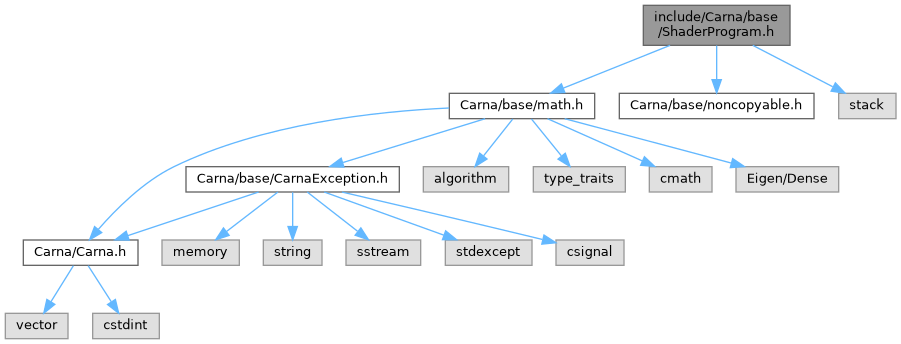 include/Carna/base
/ShaderProgram.h
Carna/base/math.h
Carna/base/noncopyable.h
stack
Carna/base/CarnaException.h
algorithm
type_traits
cmath
Eigen/Dense
Carna/Carna.h
memory
string
sstream
stdexcept
csignal
vector
cstdint